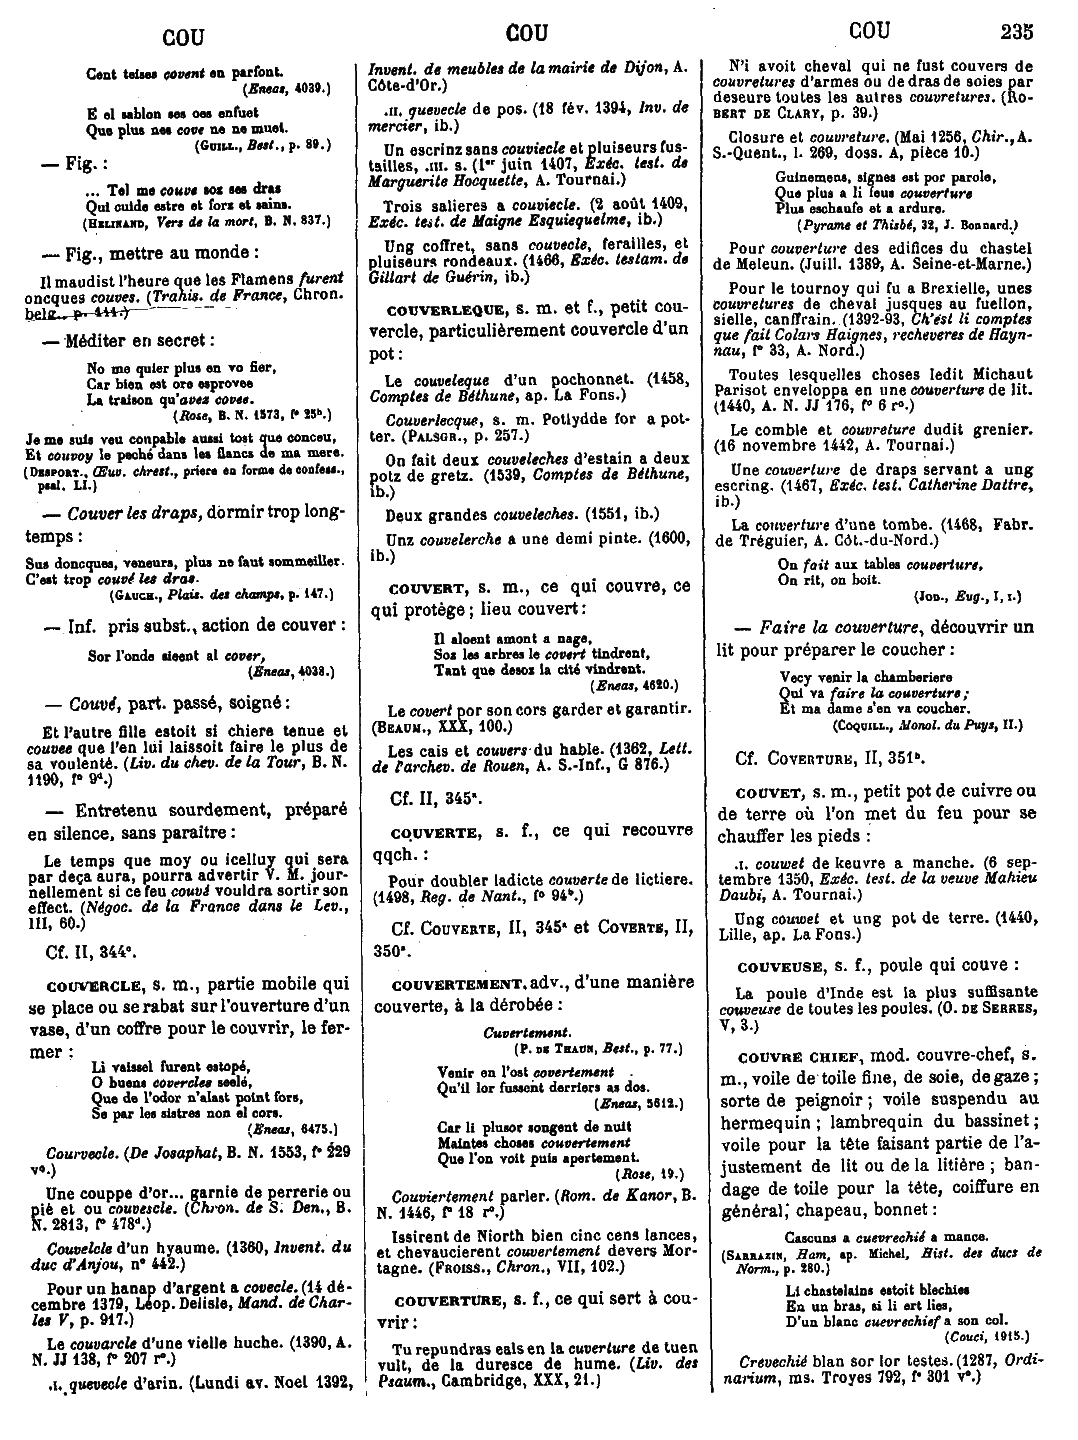 COU
COU
COU
235
Cent teises covent en parfont.
(Eneas, 4039.)
E el sablon ses oes enfuet
Que plus nes cove ne ne muet.
(GUILL., Best., p. 89.)
— Fig. :
... Tel me couve soz ses dras
Qui cuide estre et forz et sains.
(HELINAND, Vers de la mort, B. N. 837.)
— Fig., mettre au monde :
Il maudist l'heure que les Flamens furent
oncques couves. (Trahis. de France, Chron.
belg., p. 111.)
— Méditer en secret :
No me quier plus en vo fier,
Car bien est ore esprovee
La traison qu'avez covee.
(Rose, B. N. 1573, f° 25ᵇ.)
Je me suis veu coupable aussi tost que conceu,
Et couvoy le peché dans les flancs de ma mere.
(DESPORT., Œuv. chrest., priere en forme de confess.,
psal. LI.)
— Couver les draps, dormir trop long-
temps :
Sus doncques, veneurs, plus ne faut sommeiller.
C'est trop couvé les dras.
(GAUCH., Plais. des champs, p. 147.)
— Inf. pris subst., action de couver :
Sor l'onde sieent al cover,
(Eneas, 4038.)
— Couvé, part. passé, soigné :
Et l'autre fille estoit si chiere tenue et
couvee que l'en lui laissoit faire le plus de
sa voulenté. (Liv. du chev. de la Tour, B. N.
1190, f° 9ᵈ.)
— Entretenu sourdement, préparé
en silence, sans paraître :
Le temps que moy ou icelluy qui sera
par deça aura, pourra advertir V. M. jour-
nellement si ce feu couvé vouldra sortir son
effect. (Négoc. de la France dans le Lev.,
III, 60.)
Cf. II, 344ᶜ.
COUVERCLE, s. m., partie mobile qui
se place ou se rabat sur l'ouverture d'un
vase, d'un coffre pour le couvrir, le fer-
mer :
Li vaissel furent estopé,
O buens covercles seelé,
Que de l'odor n'alast point fors,
Se par les sistres non el cors.
(Eneas, 6475.)
Courvecle. (De Josaphat, B. N. 1553, f° 229
v°.)
Une couppe d'or... garnie de perrerie ou
pié et ou couvescle. (Chron. de S. Den., B.
N. 2813, f° 478ᵈ.)
Couvelcle d'un hyaume. (1360, Invent. du
duc d'Anjou, n° 442.)
Pour un hanap d'argent a covecle. (14 dé-
cembre 1379, Léop. Delisle, Mand. de Char-
les V, p. 917.)
Le couvarcle d'une vielle huche. (1390, A.
N. JJ 138, f° 207 r°.)
.I. quevecle d'arin. (Lundi av. Noel 1392,
Invent. de meubles de la mairie de Dijon, A.
Côte-d'Or.)
.II. quevecle de pos. (18 fév. 1394, Inv. de
mercier, ib.)
Un escrinz sans couviecle et pluiseurs fus-
tailles, .III. s. (1ᵉʳ juin 1407, Exéc. test. de
Marguerite Hocquette, A. Tournai.)
Trois salieres a couviecle. (2 août 1409,
Exéc. test. de Maigne Esquiequelme, ib.)
Ung coffret, sans couvecle, ferailles, et
pluiseurs rondeaux. (1466, Exéc. testam. de
Gillart de Guérin, ib.)
COUVERLEQUE, s. m. et f., petit cou-
vercle, particulièrement couvercle d'un
pot :
Le couveleque d'un pochonnet. (1458,
Comptes de Béthune, ap. La Fons.)
Couverlecque, s. m. Potlydde for a pot-
ter. (PALSGR., p. 257.)
On fait deux couveleches d'estain a deux
potz de gretz. (1539, Comptes de Béthune,
ib.)
Deux grandes couveleches. (1551, ib.)
Unz couvelerche a une demi pinte. (1600,
ib.)
COUVERT, s. m., ce qui couvre, ce
qui protège ; lieu couvert :
Il aloent amont a nage,
Soz les arbres le covert tindrent,
Tant que desoz la cité vindrent.
(Eneas, 4620.)
Le covert por son cors garder et garantir.
(BEAUM., XXX, 100.)
Les cais et couvers du hable. (1362, Lett.
de l'archev. de Rouen, A. S.-Inf., G 876.)
Cf. II, 345ᵃ.
COUVERTE, s. f., ce qui recouvre
qqch. :
Pour doubler ladicte couverte de lictiere.
(1498, Reg. de Nant., f° 94ᵇ.)
Cf. COUVERTE, II, 345ᵃ et COVERTE, II,
350ᶜ.
COUVERTEMENT, adv., d'une manière
couverte, à la dérobée :
Cuvertement.
(P. DE THAUN, Best., p. 77.)
Venir en l'ost covertement
Qu'il lor fussent derriers as dos.
(Eneas, 5612.)
Car li plusor songent de nuit
Maintes choses couvertement
Que l'on voit puis apertement.
(Rose, 19.)
Couviertement parler. (Rom. de Kanor, B.
N. 1446, f° 18 r°.)
Issirent de Niorth bien cinc cens lances,
et chevaucierent couvertement devers Mor-
tagne. (FROISS., Chron., VII, 102.)
COUVERTURE, s. f., ce qui sert à cou-
vrir :
Tu repundras eals en la cuverture de tuen
vult, de la duresce de hume. (Liv. des
Psaum., Cambridge, XXX, 21.)
N'i avoit cheval qui ne fust couvers de
couvretures d'armes ou de dras de soies par
deseure toutes les autres couvretures. (RO-
BERT DE CLARY, p. 39.)
Closure et couvreture. (Mai 1256, Chir., A.
S.-Quent., l. 269, doss. A, pièce 10.)
Guinemens, signes est por parole,
Que plus a li feus couverture
Plus eschaufe et a ardure.
(Pyrame et Thisbé, 32, J. Bonnard.)
Pour couverture des edifices du chastel
de Meleun. (Juill. 1389, A. Seine-et-Marne.)
Pour le tournoy qui fu a Brexielle, unes
couvretures de cheval jusques au fuellon,
sielle, canffrain. (1392-93, Ch'est li comptes
que fait Colars Haignes, recheveres de Hayn-
nau, f° 33, A. Nord.)
Toutes lesquelles choses ledit Michaut
Parisot enveloppa en une couverture de lit.
(1440, A. N. JJ 176, f° 6 r°.)
Le comble et couvreture dudit grenier.
(16 novembre 1442, A. Tournai.)
Une couverture de draps servant a ung
escring. (1467, Exéc. test. Catherine Dattre,
ib.)
La couverture d'une tombe. (1468, Fabr.
de Tréguier, A. Côt.-du-Nord.)
On fait aux tables couverture,
On rit, on boit.
(JOD., Eug., I, 1.)
— Faire la couverture, découvrir un
lit pour préparer le coucher :
Vecy venir la chamberiere
Qui va faire la couverture ;
Et ma dame s'en va coucher.
(COQUILL., Monol. du Puys, II.)
Cf. COVERTURE, II, 351ᵇ.
COUVET, s. m., petit pot de cuivre ou
de terre où l'on met du feu pour se
chauffer les pieds :
.I. couwet de keuvre a manche. (6 sep-
tembre 1350, Exéc. test. de la veuve Mahieu
Daubi, A. Tournai.)
Ung couwet et ung pot de terre. (1440,
Lille, ap. La Fons.)
COUVEUSE, s. f., poule qui couve :
La poule d'Inde est la plus suffisante
couveuse de toutes les poules. (O. DE SERRES,
V, 3.)
COUVRE CHIEF, mod. couvre-chef, s.
m., voile de toile fine, de soie, de gaze ;
sorte de peignoir ; voile suspendu au
hermequin ; lambrequin du bassinet ;
voile pour la tête faisant partie de l'a-
justement de lit ou de la litière ; ban-
dage de toile pour la tête, coiffure en
général, chapeau, bonnet :
Cascuns a cuevrechié a mance.
(SARRAZIN, Ham, ap. Michel, Hist. des ducs de
Norm., p. 280.)
Li chastelains estoit blechies
En un bras, si li ert lies,
D'un blanc cuevrechief a son col.
(Couci, 1915.)
Crevechié blan sor lor testes. (1287, Ordi-
narium, ms. Troyes 792, f° 301 v°.)